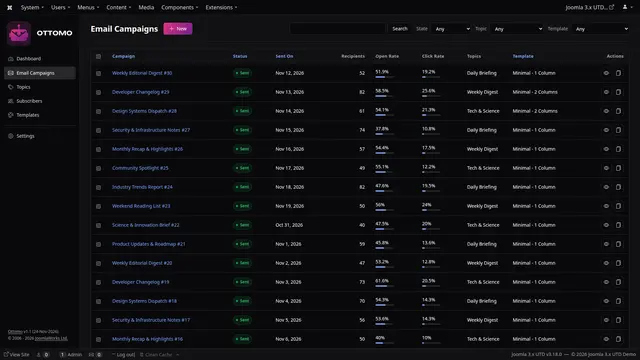 System Users Menus Content Media Components Extensions Joomla 3.x UTD...
OTTOMO
Email Campaigns + New Search State Any Topic Any Template Any
Dashboard
Email Campaigns
Topics
Subscribers
Templates
Settings
Campaign Status Sent On Recipients Open Rate Click Rate Topics Template Actions
Weekly Editorial Digest #30 Sent Nov 12, 2026 52 51.9% 19.2% Daily Briefing Minimal - 1 Column
Developer Changelog #29 Sent Nov 13, 2026 82 58.5% 25.6% Weekly Digest Minimal - 2 Columns
Design Systems Dispatch #28 Sent Nov 14, 2026 61 54.1% 21.3% Tech & Science Minimal - 2 Columns
Security & Infrastructure Notes #27 Sent Nov 15, 2026 74 37.8% 10.8% Daily Briefing Minimal - 1 Column
Monthly Recap & Highlights #26 Sent Nov 16, 2026 57 54.4% 17.5% Weekly Digest Minimal - 1 Column
Community Spotlight #25 Sent Nov 17, 2026 49 55.1% 12.2% Tech & Science Minimal - 1 Column
Industry Trends Report #24 Sent Nov 18, 2026 82 47.6% 19.5% Daily Briefing Minimal - 1 Column
Weekend Reading List #23 Sent Nov 19, 2026 50 56% 24% Weekly Digest Minimal - 1 Column
Science & Innovation Brief #22 Sent Oct 31, 2026 40 47.5% 20% Tech & Science Minimal - 1 Column
Product Updates & Roadmap #21 Sent Nov 1, 2026 59 45.8% 13.6% Daily Briefing Minimal - 1 Column
Weekly Editorial Digest #20 Sent Nov 2, 2026 47 53.2% 12.8% Weekly Digest Minimal - 1 Column
Developer Changelog #19 Sent Nov 3, 2026 73 61.6% 20.5% Tech & Science Minimal - 1 Column
Design Systems Dispatch #18 Sent Nov 4, 2026 70 54.3% 14.3% Daily Briefing Minimal - 1 Column
Security & Infrastructure Notes #17 Sent Nov 5, 2026 56 53.6% 14.3% Weekly Digest Minimal - 1 Column
Monthly Recap & Highlights #16 Sent Nov 6, 2026 50 40% 10% Tech & Science Minimal - 1 Column
Ottomo v1.1 (24-Nov-2026).
© 2006 - 2026 JoomlaWorks Ltd.
View Site 0 1 Admin 0 Log out Clean Cache Joomla 3.x UTD v3.18.0 — © 2026 Joomla 3.x UTD Demo